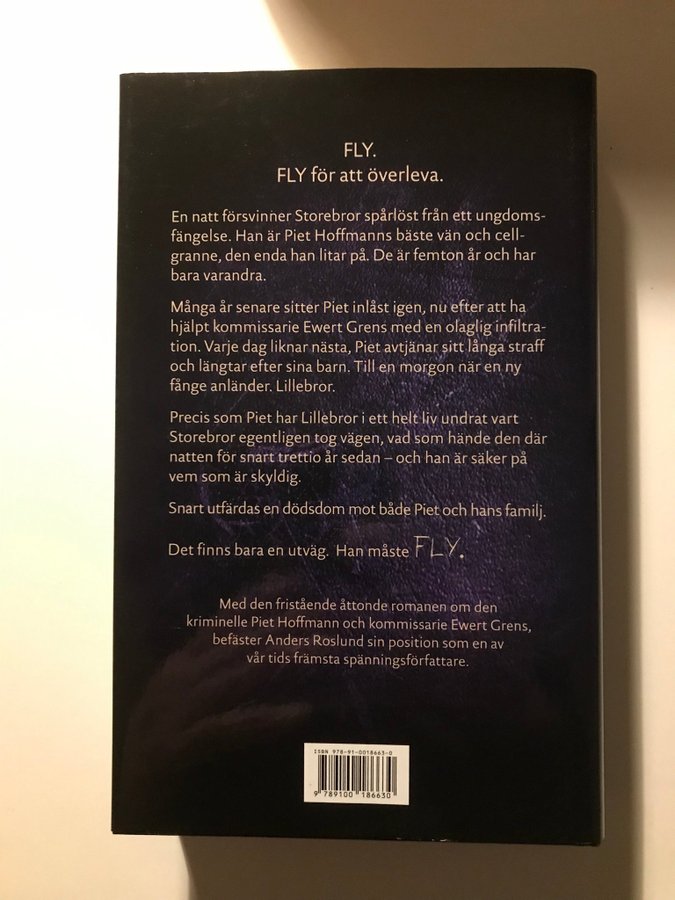 FLY.
FLY för att överleva.
En natt försvinner Storebror spårlöst från ett ungdoms-
fängelse. Han är Piet Hoffmanns bäste vän och cell-
granne, den enda han litar på. De är femton år och har
bara varandra.
Många år senare sitter Piet inlåst igen, nu efter att ha
hjälpt kommissarie Ewert Grens med en olaglig infiltra-
tion. Varje dag liknar nästa, Piet avtjänar sitt långa straff
och längtar efter sina barn. Till en morgon när en ny
fånge anländer. Lillebror.
Precis som Piet har Lillebror i ett helt liv undrat vart
Storebror egentligen tog vägen, vad som hände den där
natten för snart trettio år sedan – och han är säker på
vem som är skyldig.
Snart utfärdas en dödsdom mot både Piet och hans familj.
Det finns bara en utväg. Han måste FLY.
Med den fristående åttonde romanen om den
kriminelle Piet Hoffmann och kommissarie Ewert Grens,
befäster Anders Roslund sin position som en av
vår tids främsta spänningsförfattare.
ISBN 978-91-0018663-0
9 789100 186630